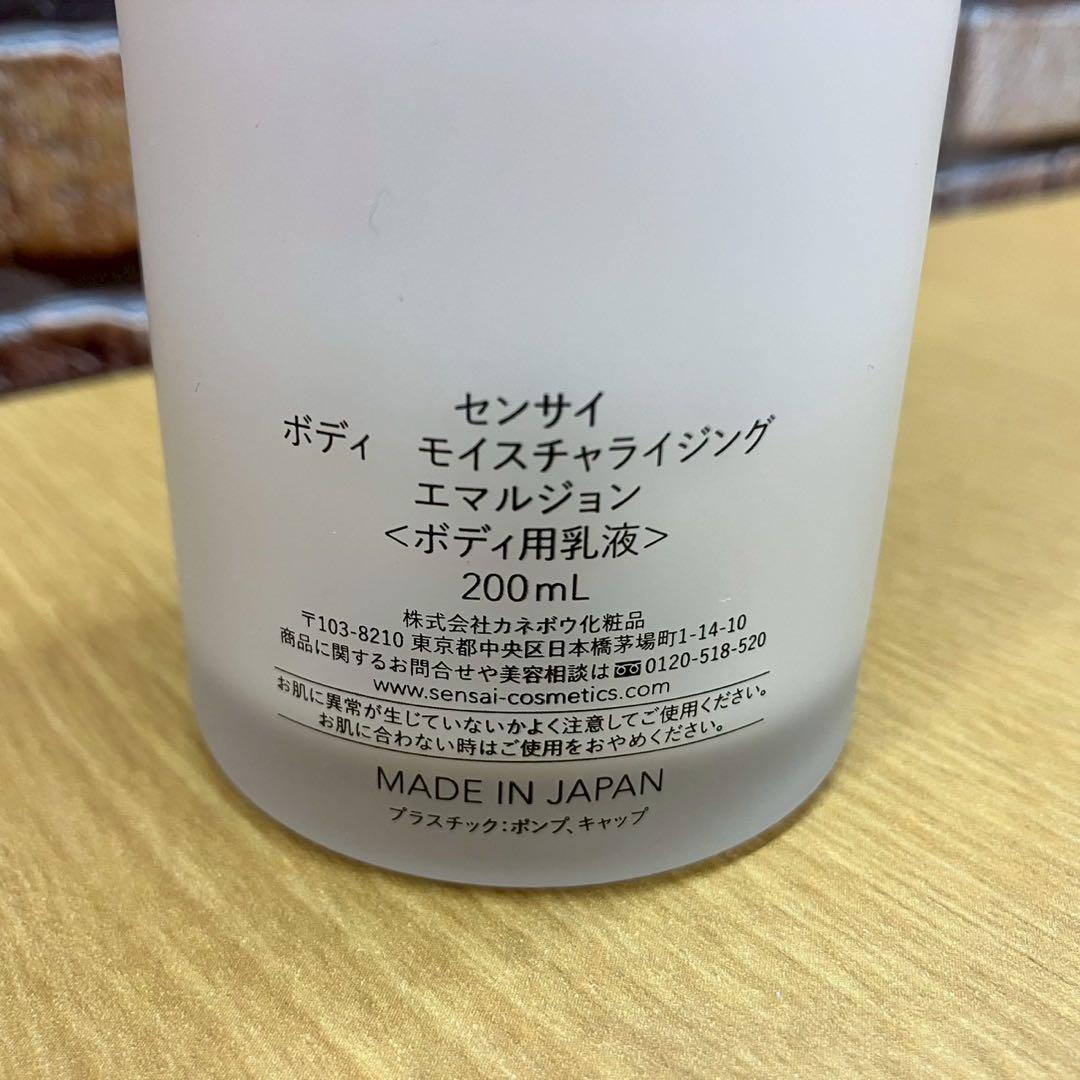 センサイ
ボディ　モイスチャライジング
エマルジョン
<ボディ用乳液>
200mL
株式会社カネボウ化粧品
〒103-8210 東京都中央区日本橋茅場町1-14-10
商品に関するお問合せや美容相談は 0120-518-520
www.sensai-cosmetics.com
お肌に異常が生じていないかよく注意してご使用ください。
お肌に合わない時はご使用をおやめください。
MADE IN JAPAN
プラスチック：ポンプ、キャップ